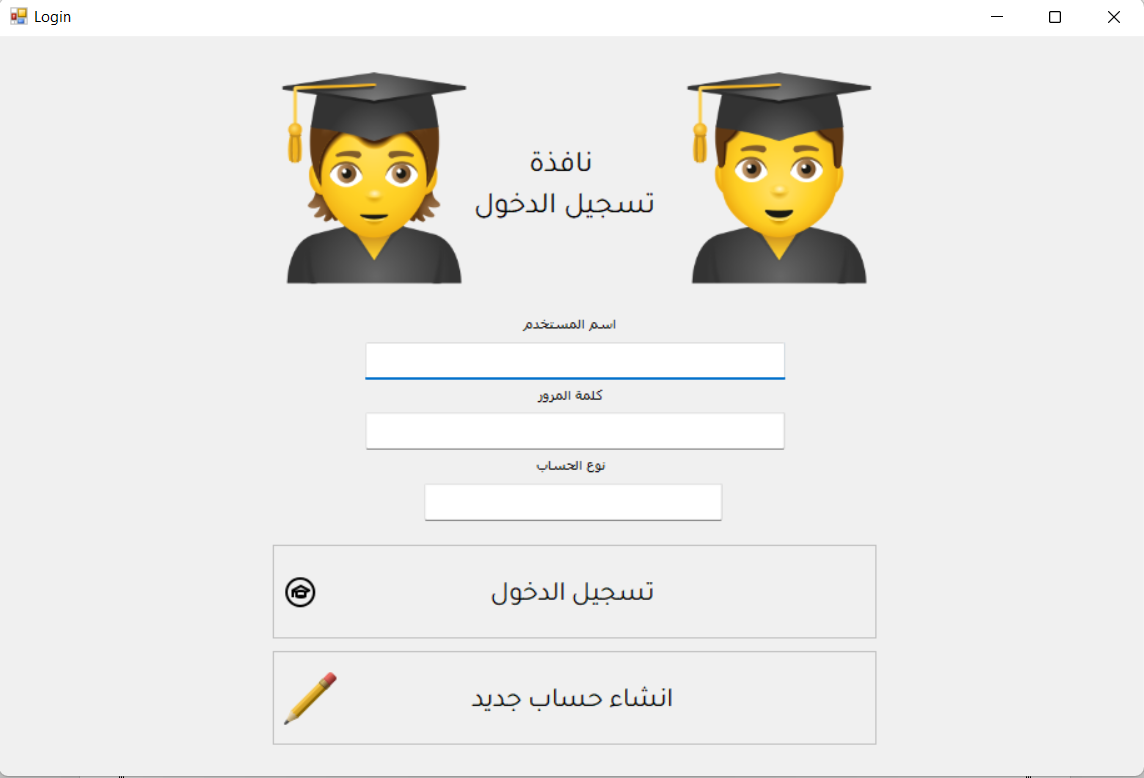 Login
نافذة
تسجيل الدخول
اسم المستخدم
كلمة المرور
نوع الحساب
تسجيل الدخول
انشاء حساب جديد